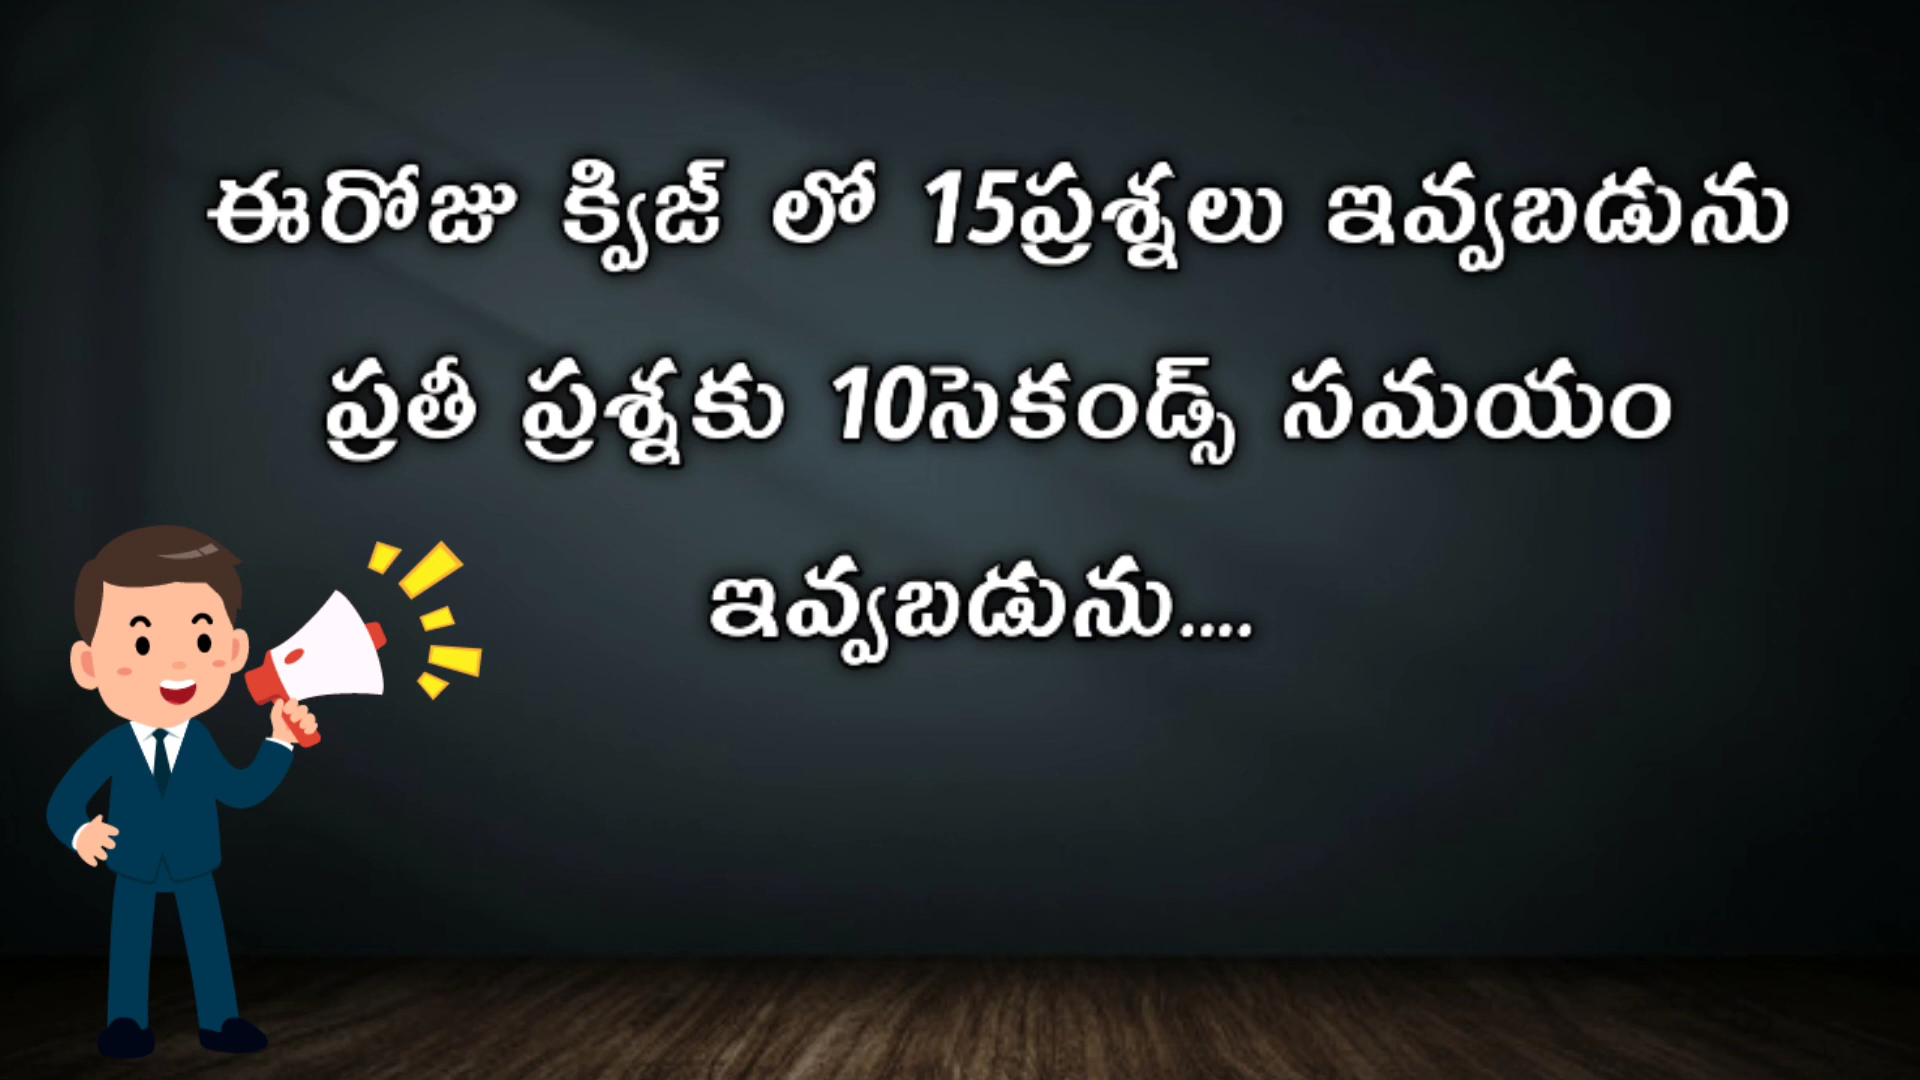 ఈరోజు క్విజ్ లో 15ప్రశ్నలు ఇవ్వబడును
ప్రతీ ప్రశ్నకు 10సెకండ్స్ సమయం
ఇవ్వబడును....